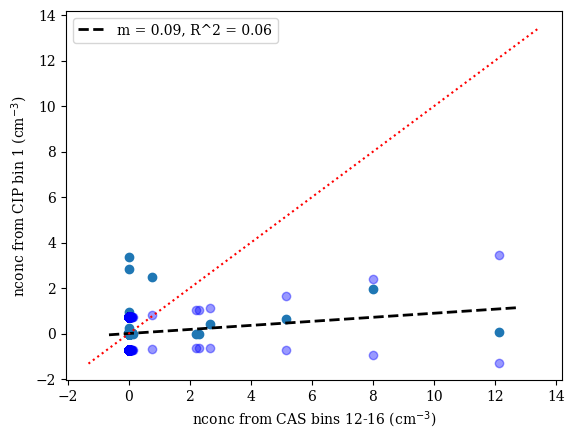 m = 0.09, R^2 = 0.06
14
12
10
8
6
4
2
0
−2
nconc from CIP bin 1 (cm⁻³)
−2 0 2 4 6 8 10 12 14
nconc from CAS bins 12-16 (cm⁻³)